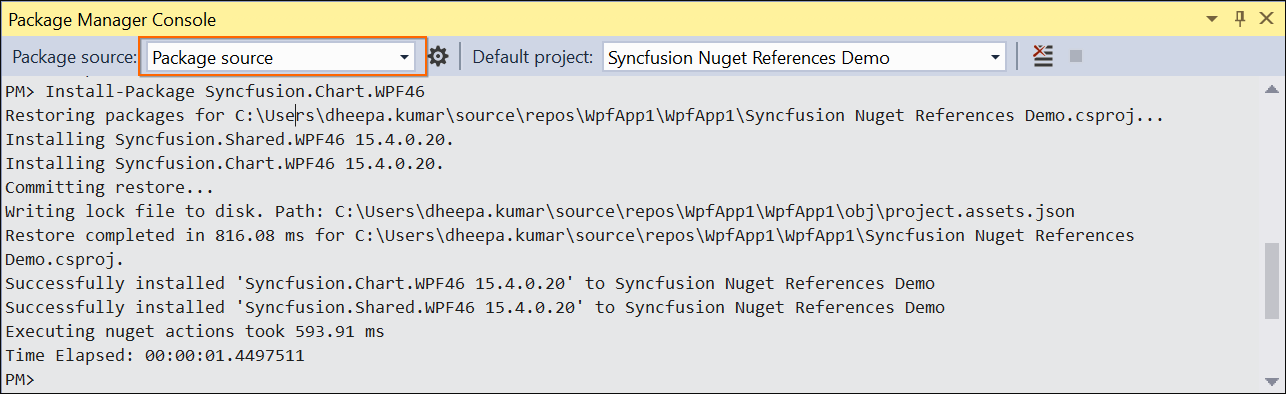 Package Manager Console
Package source: Package source Default project: Syncfusion Nuget References Demo
PM> Install-Package Syncfusion.Chart.WPF46
Restoring packages for C:\Users\dheepa.kumar\source\repos\WpfApp1\WpfApp1\Syncfusion Nuget References Demo.csproj...
Installing Syncfusion.Shared.WPF46 15.4.0.20.
Installing Syncfusion.Chart.WPF46 15.4.0.20.
Committing restore...
Writing lock file to disk. Path: C:\Users\dheepa.kumar\source\repos\WpfApp1\WpfApp1\obj\project.assets.json
Restore completed in 816.08 ms for C:\Users\dheepa.kumar\source\repos\WpfApp1\WpfApp1\Syncfusion Nuget References
Demo.csproj.
Successfully installed 'Syncfusion.Chart.WPF46 15.4.0.20' to Syncfusion Nuget References Demo
Successfully installed 'Syncfusion.Shared.WPF46 15.4.0.20' to Syncfusion Nuget References Demo
Executing nuget actions took 593.91 ms
Time Elapsed: 00:00:01.4497511
PM>